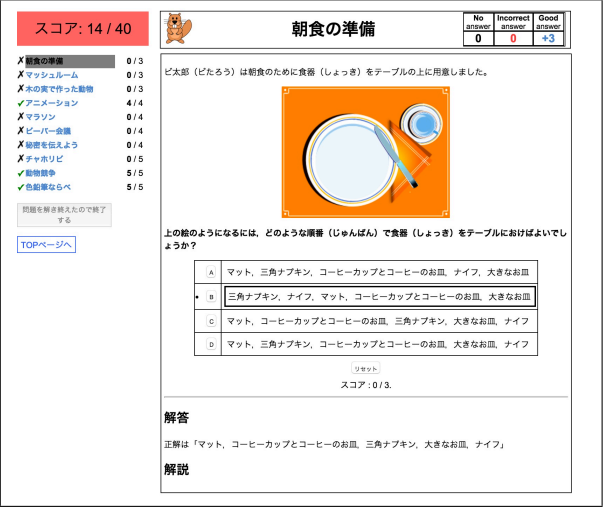 スコア: 14 / 40
✗朝食の準備 0 / 3
✗マッシュルーム 0 / 3
✗木の実で作った動物 0 / 3
✓アニメーション 4 / 4
✗マラソン 0 / 4
✗ビーバー会議 0 / 4
✗秘密を伝えよう 0 / 4
✗チャホリビ 0 / 5
✓動物競争 5 / 5
✓色鉛筆ならべ 5 / 5
問題を解き終えたので終了
する
TOPページへ
朝食の準備
No answer 0
Incorrect answer 0
Good answer +3
ビ太郎（ビたろう）は朝食のために食器（しょっき）をテーブルの上に用意しました。
上の絵のようになるには，どのような順番（じゅんばん）で食器（しょっき）をテーブルにおけばよいでし
ょうか？
A マット，三角ナプキン，コーヒーカップとコーヒーのお皿，ナイフ，大きなお皿
B 三角ナプキン，ナイフ，マット，コーヒーカップとコーヒーのお皿，大きなお皿
C マット，コーヒーカップとコーヒーのお皿，三角ナプキン，大きなお皿，ナイフ
D マット，三角ナプキン，コーヒーカップとコーヒーのお皿，大きなお皿，ナイフ
リセット
スコア : 0 / 3.
解答
正解は「マット，コーヒーカップとコーヒーのお皿，三角ナプキン，大きなお皿，ナイフ」
解説